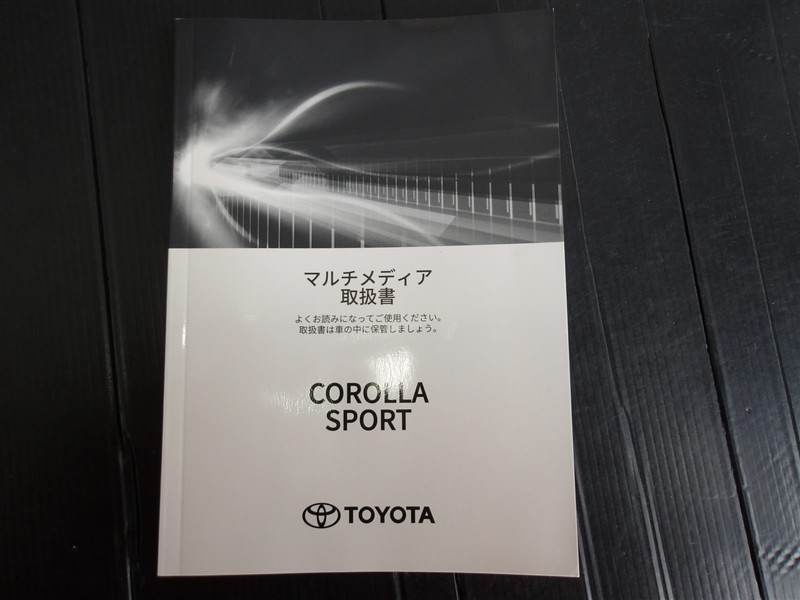 マルチメディア
取扱書
よくお読みになってご使用ください。
取扱書は車の中に保管しましょう。
COROLLA
SPORT
TOYOTA